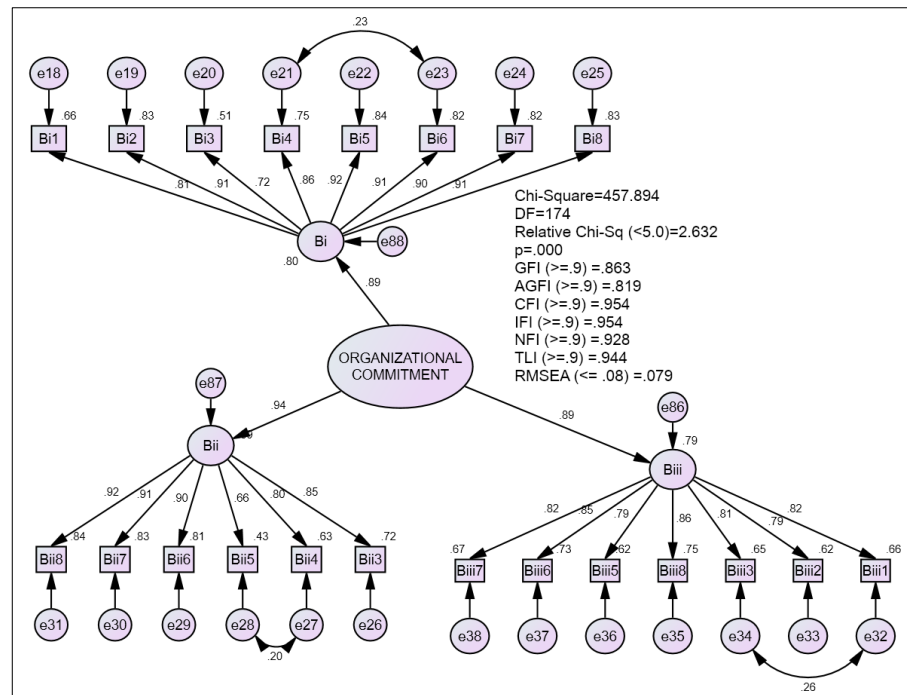 .23
e18 e19 e20 e21 e22 e23 e24 e25
.66 .83 .51 .75 .84 .82 .82 .83
Bi1 Bi2 Bi3 Bi4 Bi5 Bi6 Bi7 Bi8
.81 .91 .72 .86 .92 .91 .90 .91
Chi-Square=457.894
DF=174
Relative Chi-Sq (<5.0)=2.632
p=.000
GFI (>=.9) =.863
AGFI (>=.9) =.819
CFI (>=.9) =.954
IFI (>=.9) =.954
NFI (>=.9) =.928
TLI (>=.9) =.944
RMSEA (<= .08) =.079
Bi e88
.80
.89
ORGANIZATIONAL
COMMITMENT
e87 .94 .89 e86
Bii .79
Biii
.92 .91 .90 .66 .80 .85
.84 .83 .81 .43 .63 .72
Bii8 Bii7 Bii6 Bii5 Bii4 Bii3
e31 e30 e29 e28 e27 e26
.20
.82 .85 .79 .86 .81 .79 .82
.67 .73 .62 .75 .65 .62 .66
Biii7 Biii6 Biii5 Biii8 Biii3 Biii2 Biii1
e38 e37 e36 e35 e34 e33 e32
.26